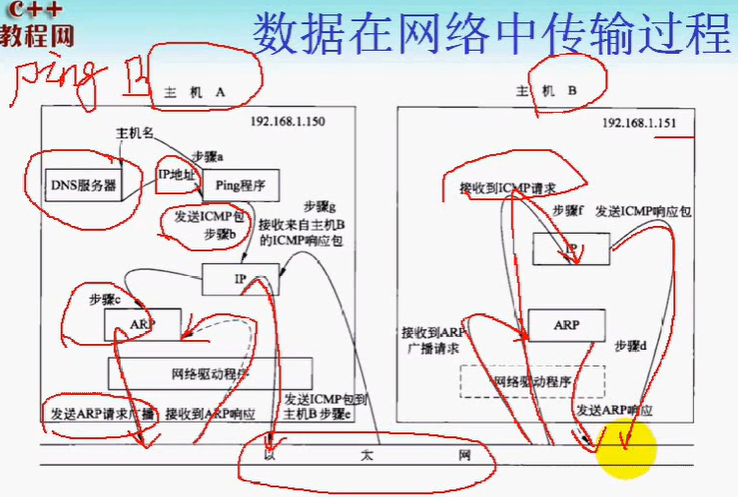 C++
教程网
数据在网络中传输过程
ping B
主 机 A
主 机 B
192.168.1.150
192.168.1.151
主机名
步骤a
DNS服务器
IP地址
Ping程序
发送ICMP包
步骤b
步骤g
接收来自主机B
的ICMP响应包
IP
步骤c
ARP
网络驱动程序
发送ARP请求广播
接收到ARP响应
发送ICMP包到
主机B 步骤e
接收到ICMP请求
步骤f
发送ICMP响应包
IP
接收到ARP
广播请求
ARP
步骤d
网络驱动程序
发送ARP响应
以 太 网